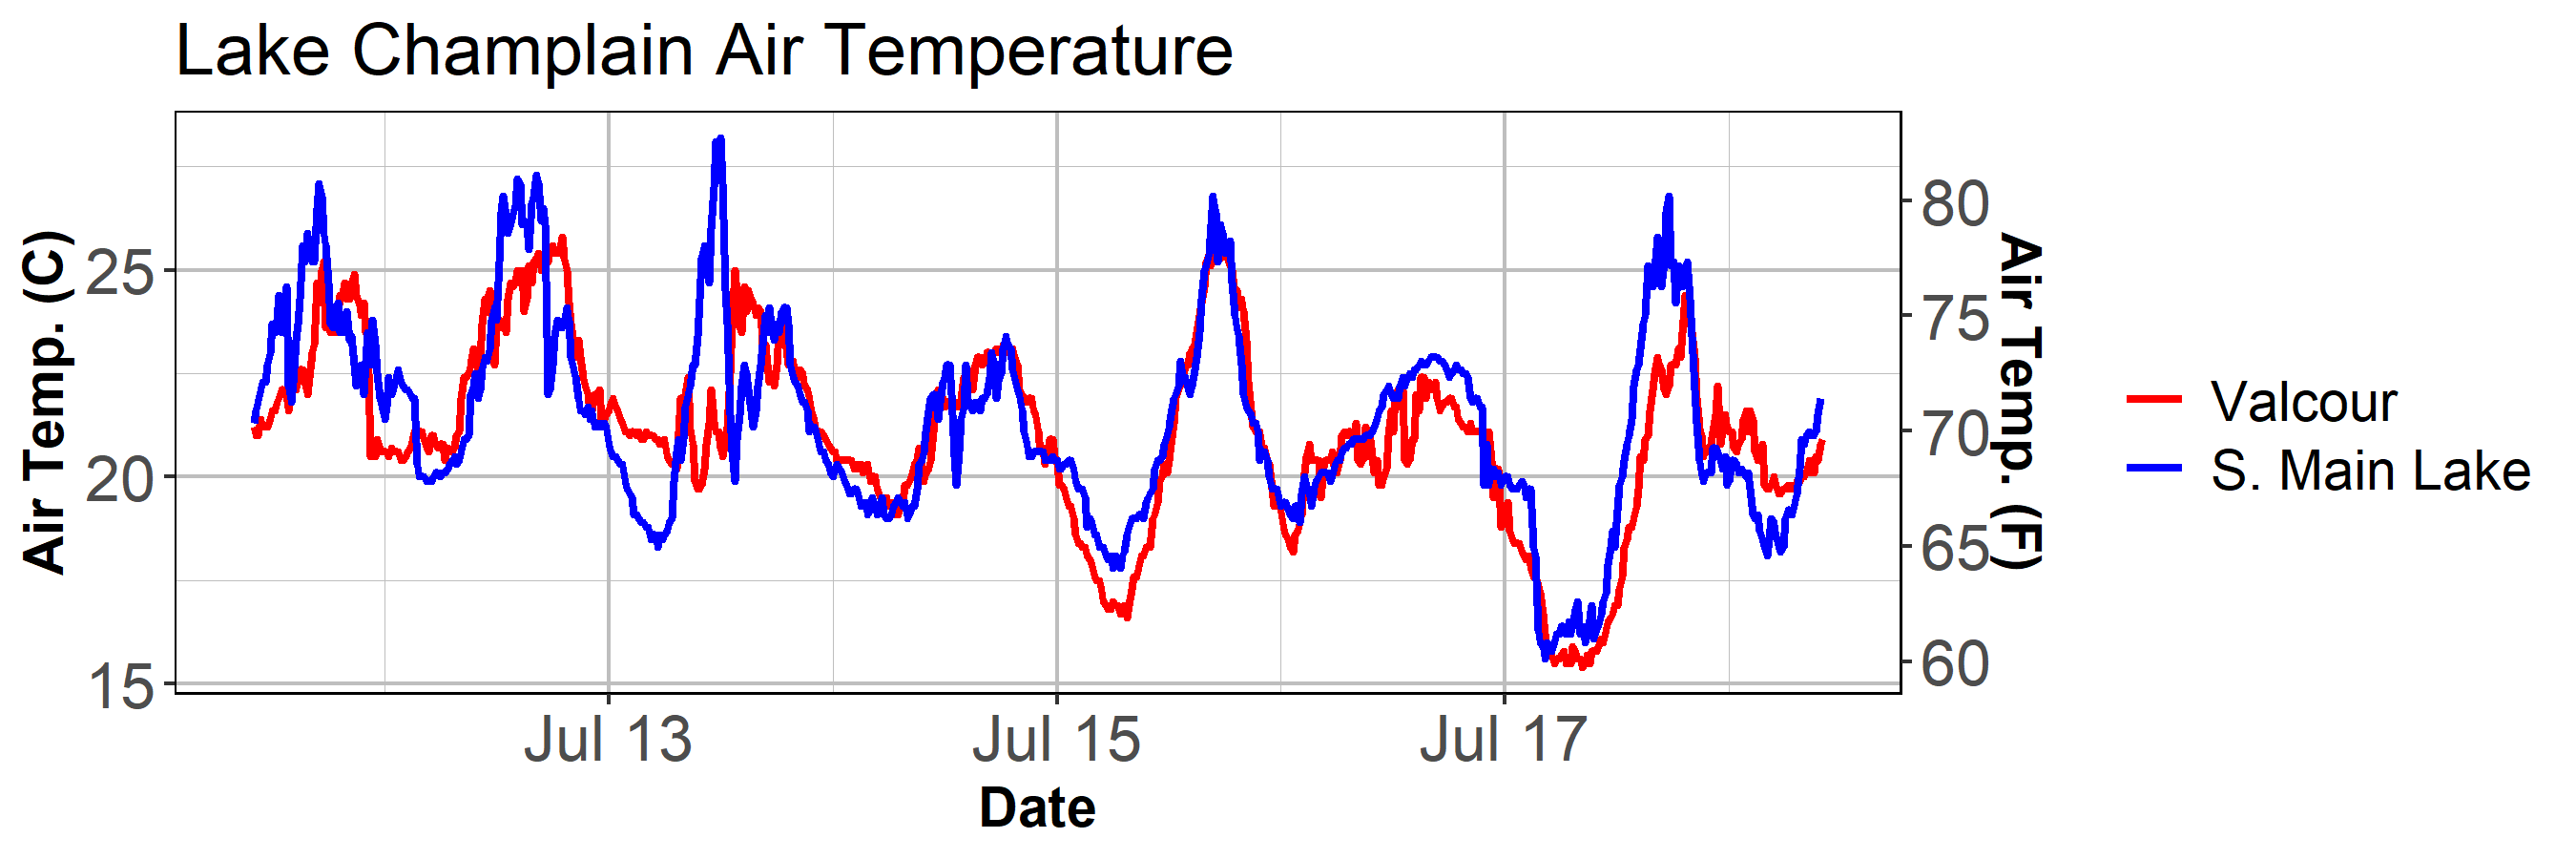 Lake Champlain Air Temperature
Air Temp. (C)
25
20
15
80
75
70
65
60
Air Temp. (F)
Jul 13
Jul 15
Jul 17
Date
Valcour
S. Main Lake